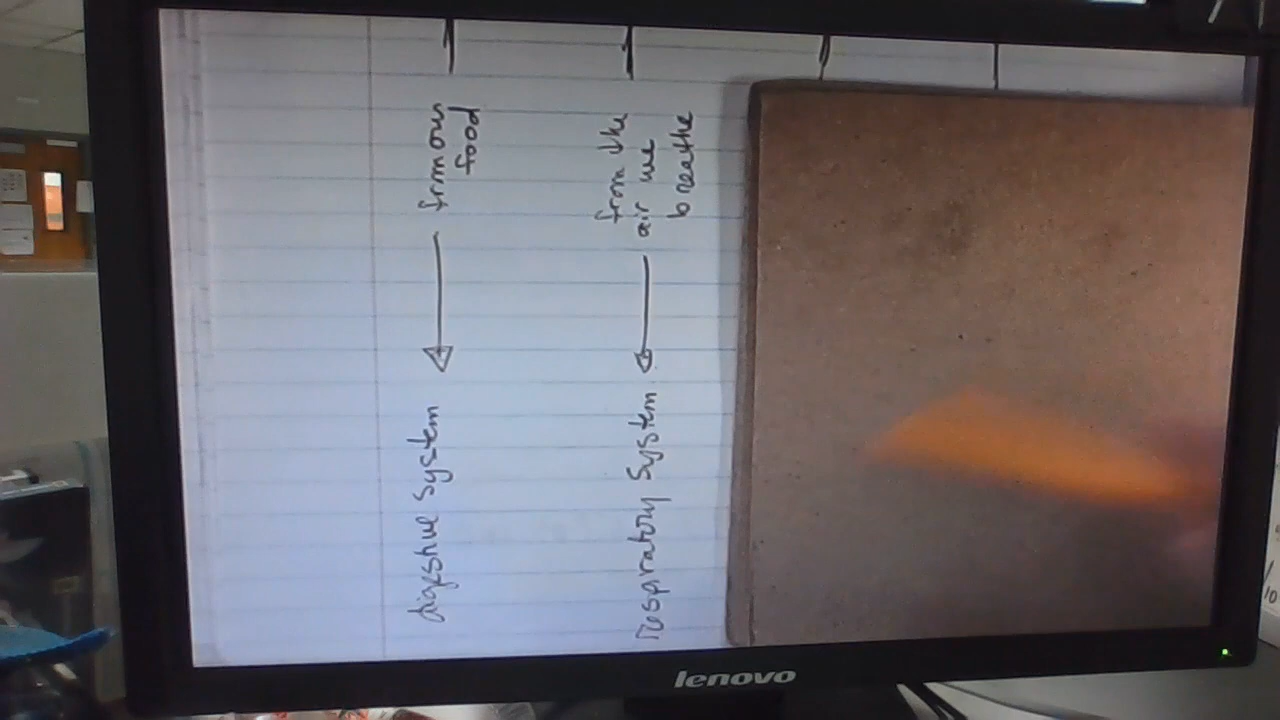 from our
food
digestive system
from the
air we
breathe
respiratory system
lenovo